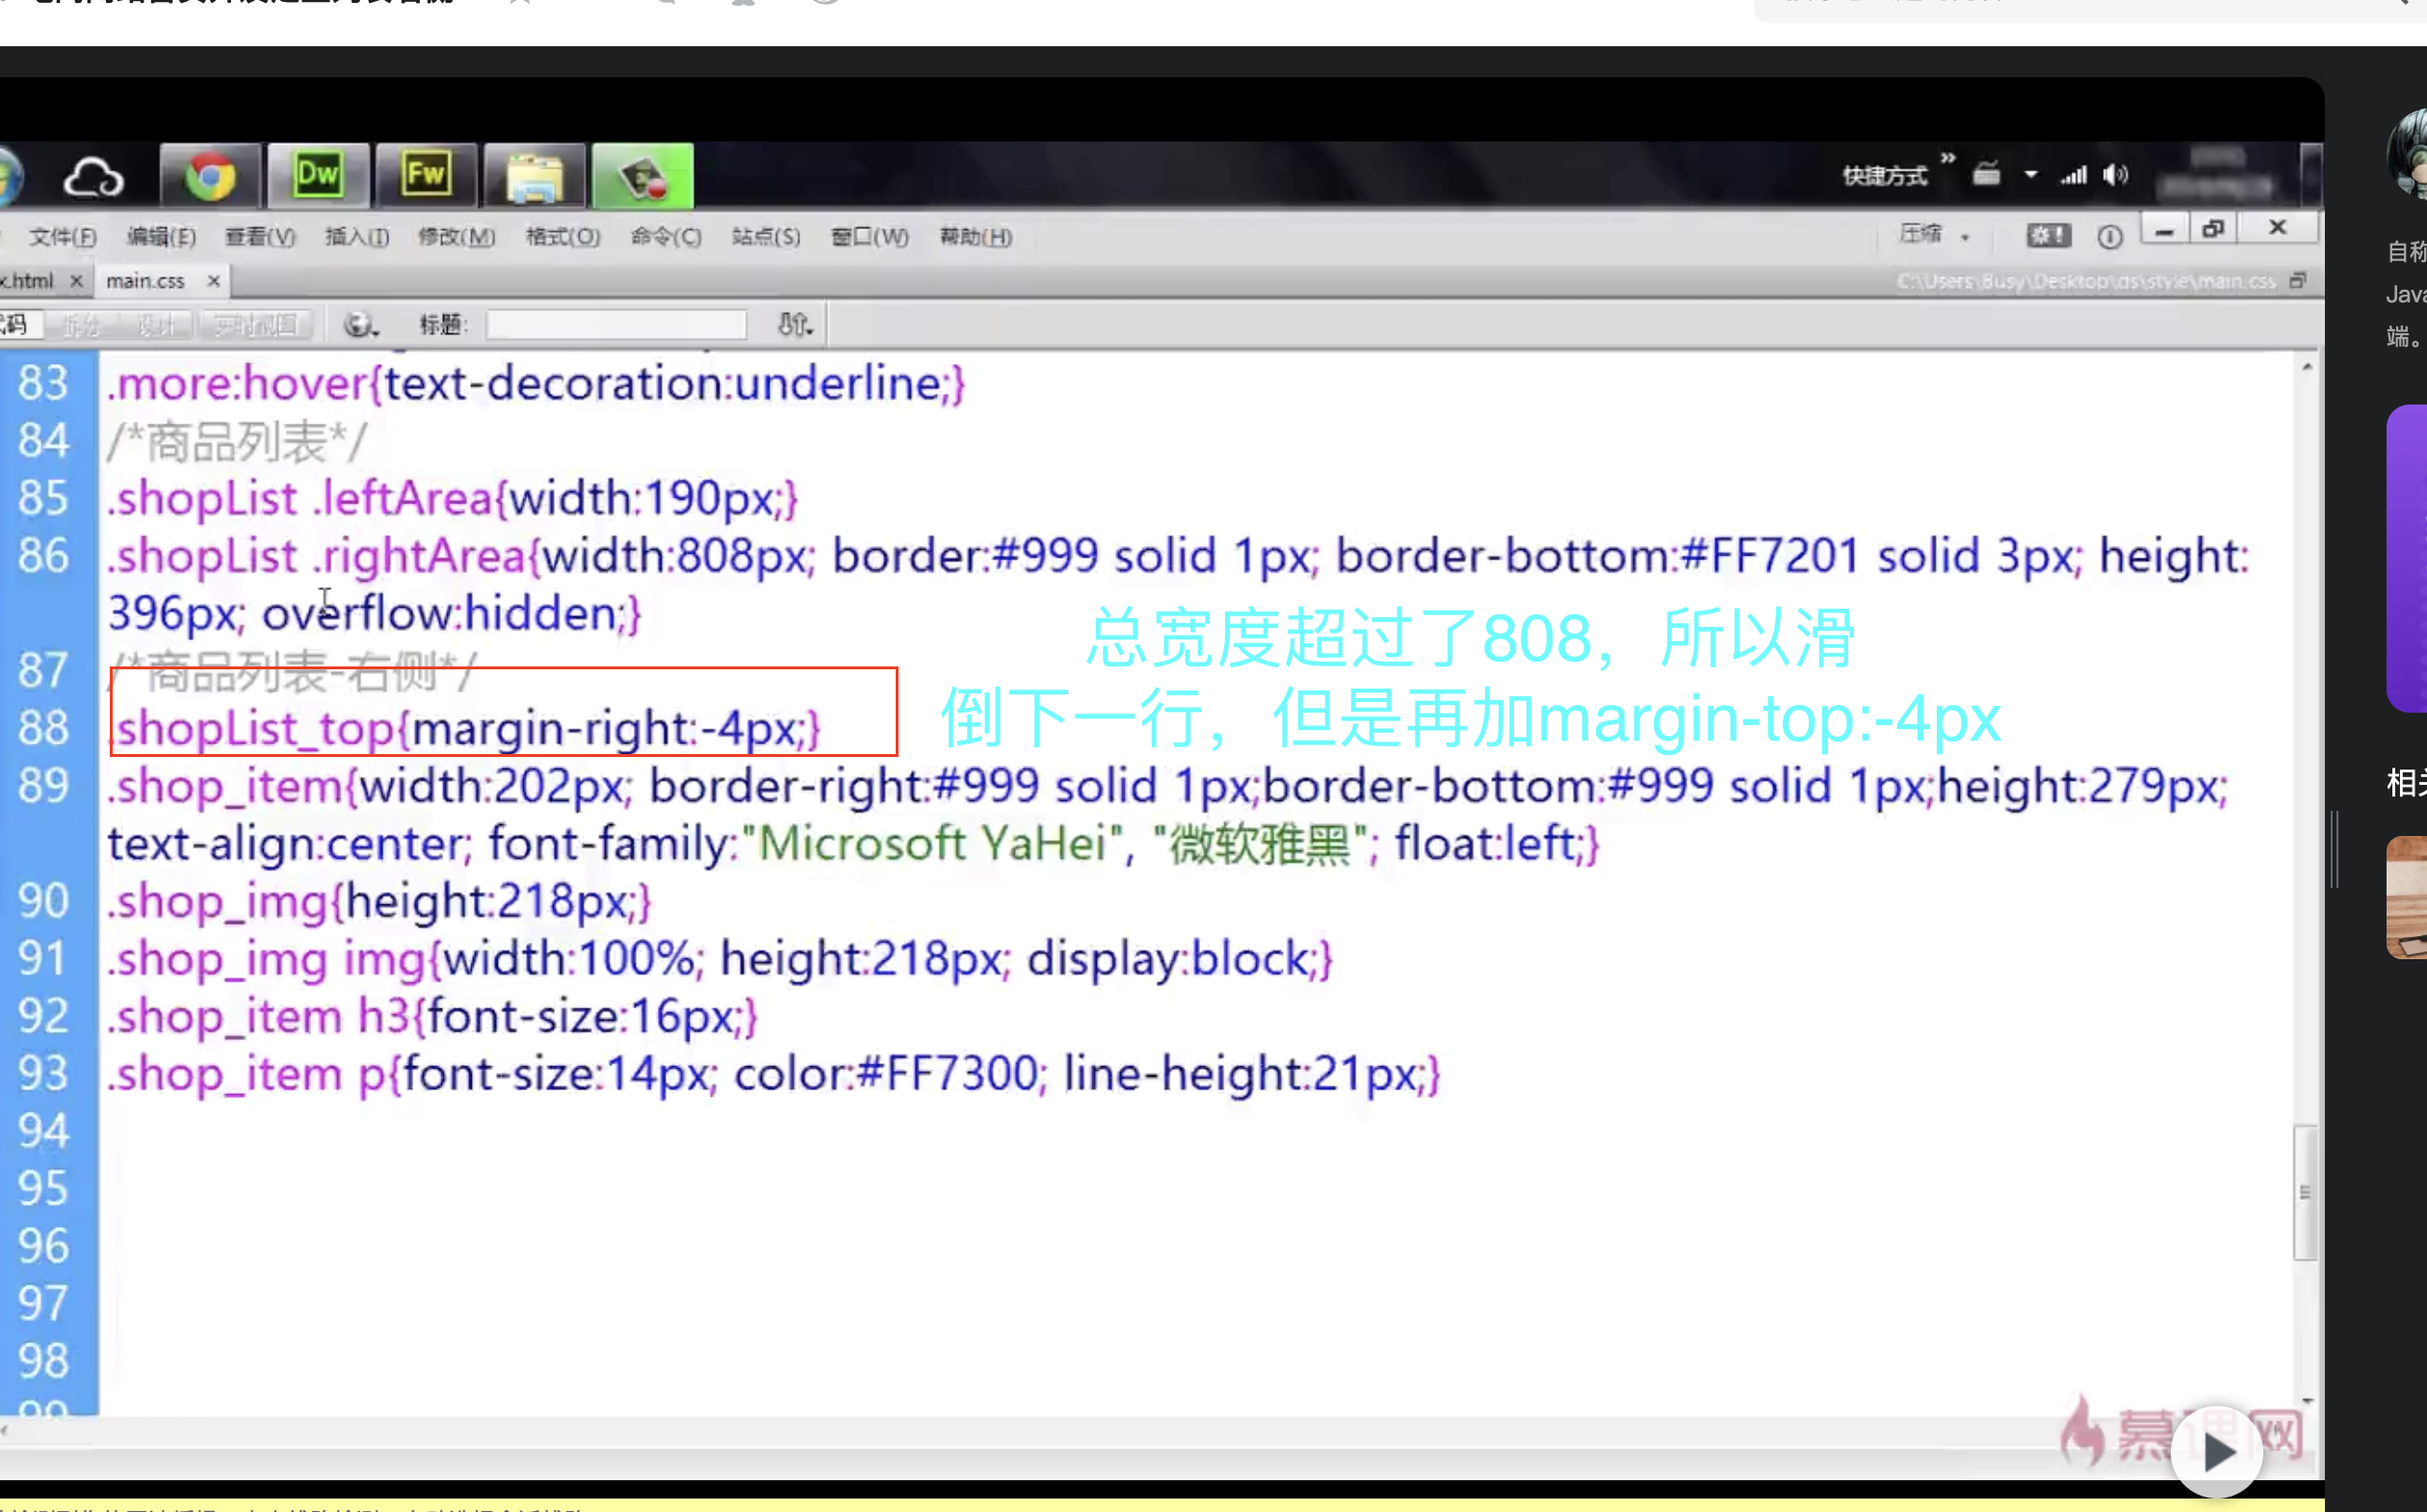 快捷方式
文件(F) 编辑(E) 查看(V) 插入(I) 修改(M) 格式(O) 命令(C) 站点(S) 窗口(W) 帮助(H) 压缩
自称
x.html × main.css × C:\Users\Busy\Desktop\ds\style\main.css
Java
代码 拆分 设计 实时视图 标题:
端。
83 .more:hover{text-decoration:underline;}
84 /*商品列表*/
85 .shopList .leftArea{width:190px;}
86 .shopList .rightArea{width:808px; border:#999 solid 1px; border-bottom:#FF7201 solid 3px; height:
396px; overflow:hidden;}
总宽度超过了808，所以滑
87 /*商品列表-右侧*/
倒下一行，但是再加margin-top:-4px
88 .shopList_top{margin-right:-4px;}
89 .shop_item{width:202px; border-right:#999 solid 1px;border-bottom:#999 solid 1px;height:279px;
text-align:center; font-family:"Microsoft YaHei", "微软雅黑"; float:left;}
90 .shop_img{height:218px;}
91 .shop_img img{width:100%; height:218px; display:block;}
92 .shop_item h3{font-size:16px;}
93 .shop_item p{font-size:14px; color:#FF7300; line-height:21px;}
94
95
96
97
98
99
慕课网